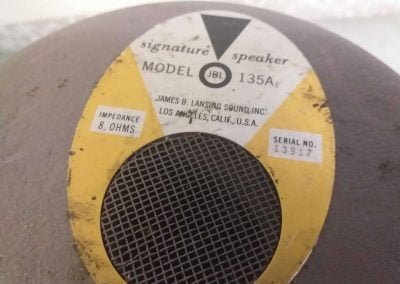 signature speaker
MODEL JBL 135A
JAMES B. LANSING SOUND, INC.
LOS ANGELES, CALIF., U.S.A.
IMPEDANCE
8 OHMS
SERIAL NO.
13917